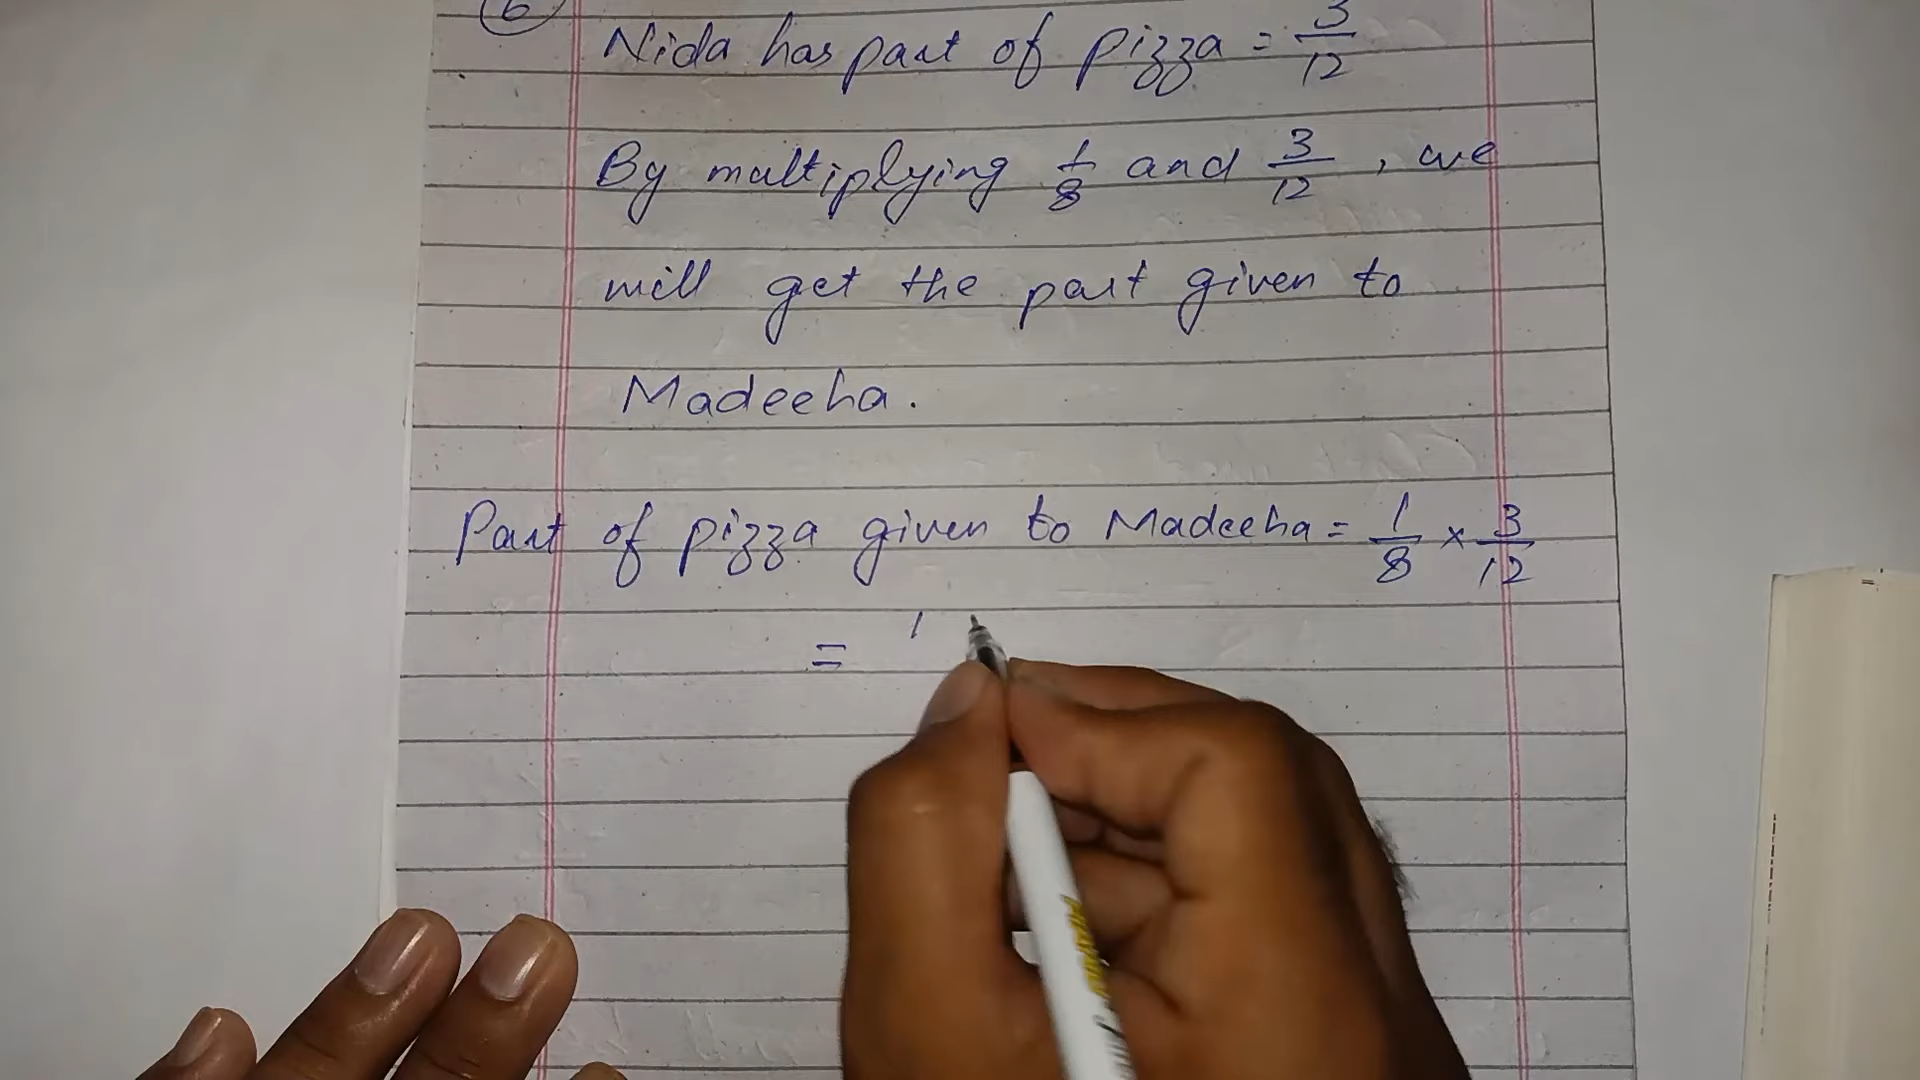 6
Nida has part of pizza = 3/12
By multiplying 1/8 and 3/12, we
will get the part given to
Madeeha.
Part of pizza given to Madeeha = 1/8 × 3/12
= 1